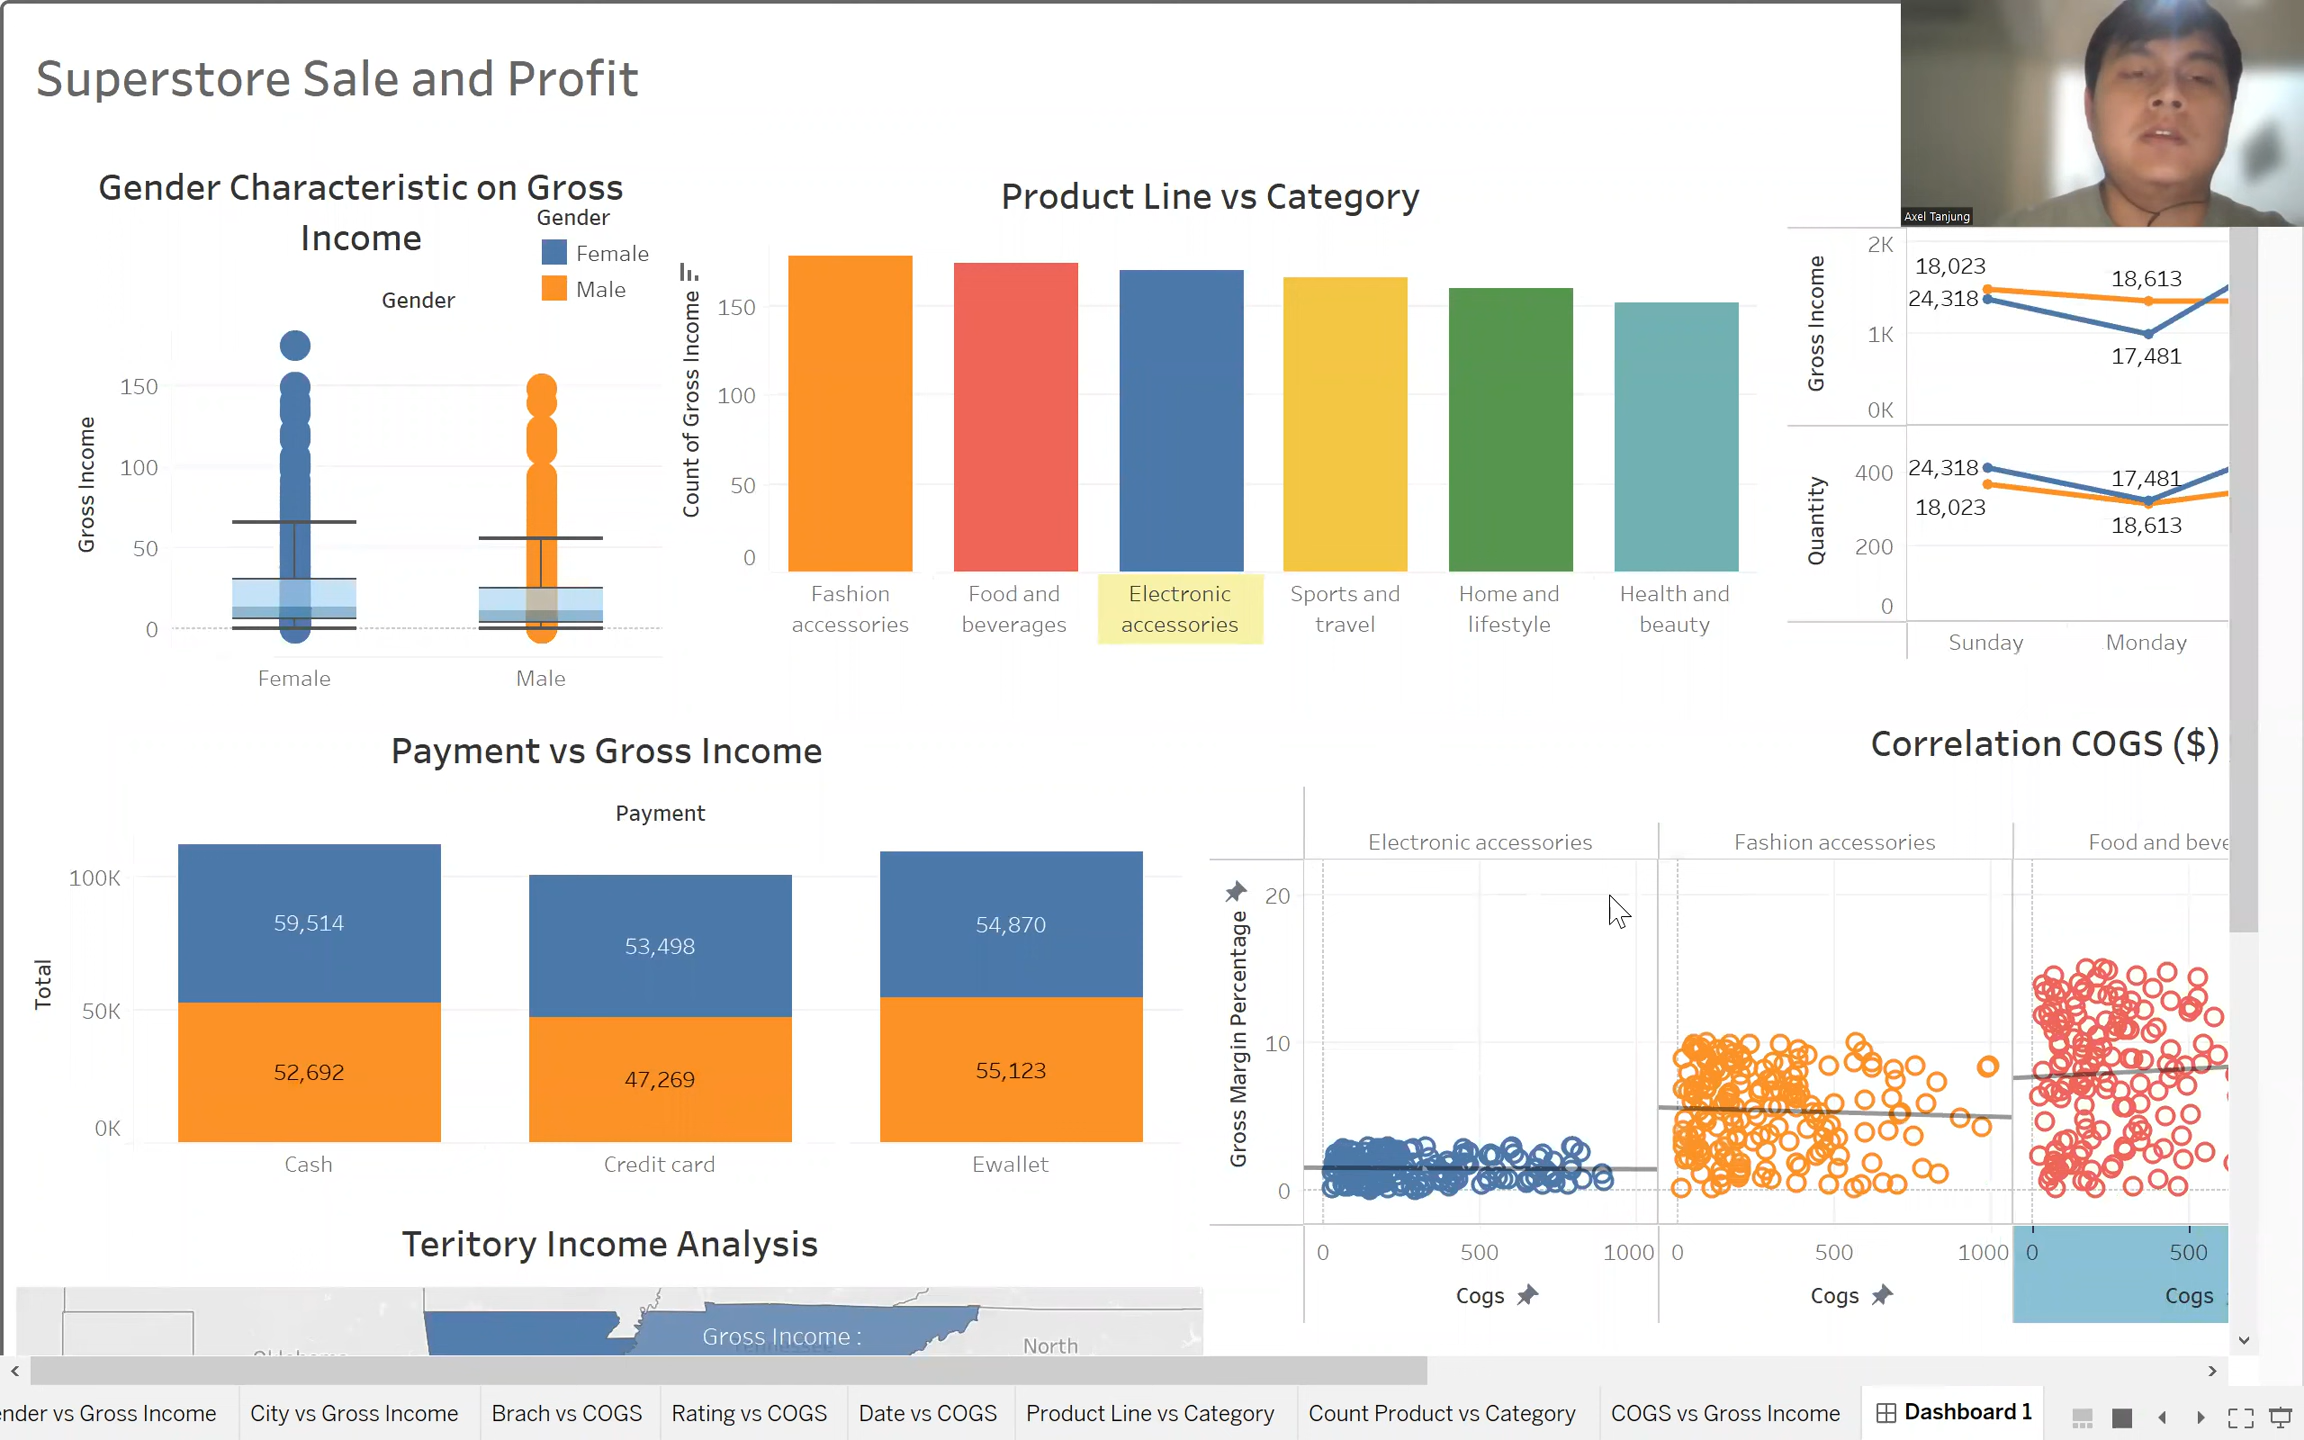 Superstore Sale and Profit
Axel Tanjung
Gender Characteristic on Gross
Income
Gender
Female
Male
Gender
Gross Income
150
100
50
0
Female
Male
Product Line vs Category
Count of Gross Income
150
100
50
0
Fashion
accessories
Food and
beverages
Electronic
accessories
Sports and
travel
Home and
lifestyle
Health and
beauty
Gross Income
2K
1K
0K
18,023
24,318
18,613
17,481
Quantity
400
200
0
24,318
18,023
17,481
18,613
Sunday
Monday
Payment vs Gross Income
Payment
Total
100K
50K
0K
59,514
53,498
54,870
52,692
47,269
55,123
Cash
Credit card
Ewallet
Correlation COGS ($)
Electronic accessories
Fashion accessories
Food and beve
Gross Margin Percentage
20
10
0
0 500 1000
0 500 1000
0 500
Cogs
Cogs
Cogs
Teritory Income Analysis
Gross Income :
North
ender vs Gross Income
City vs Gross Income
Brach vs COGS
Rating vs COGS
Date vs COGS
Product Line vs Category
Count Product vs Category
COGS vs Gross Income
Dashboard 1